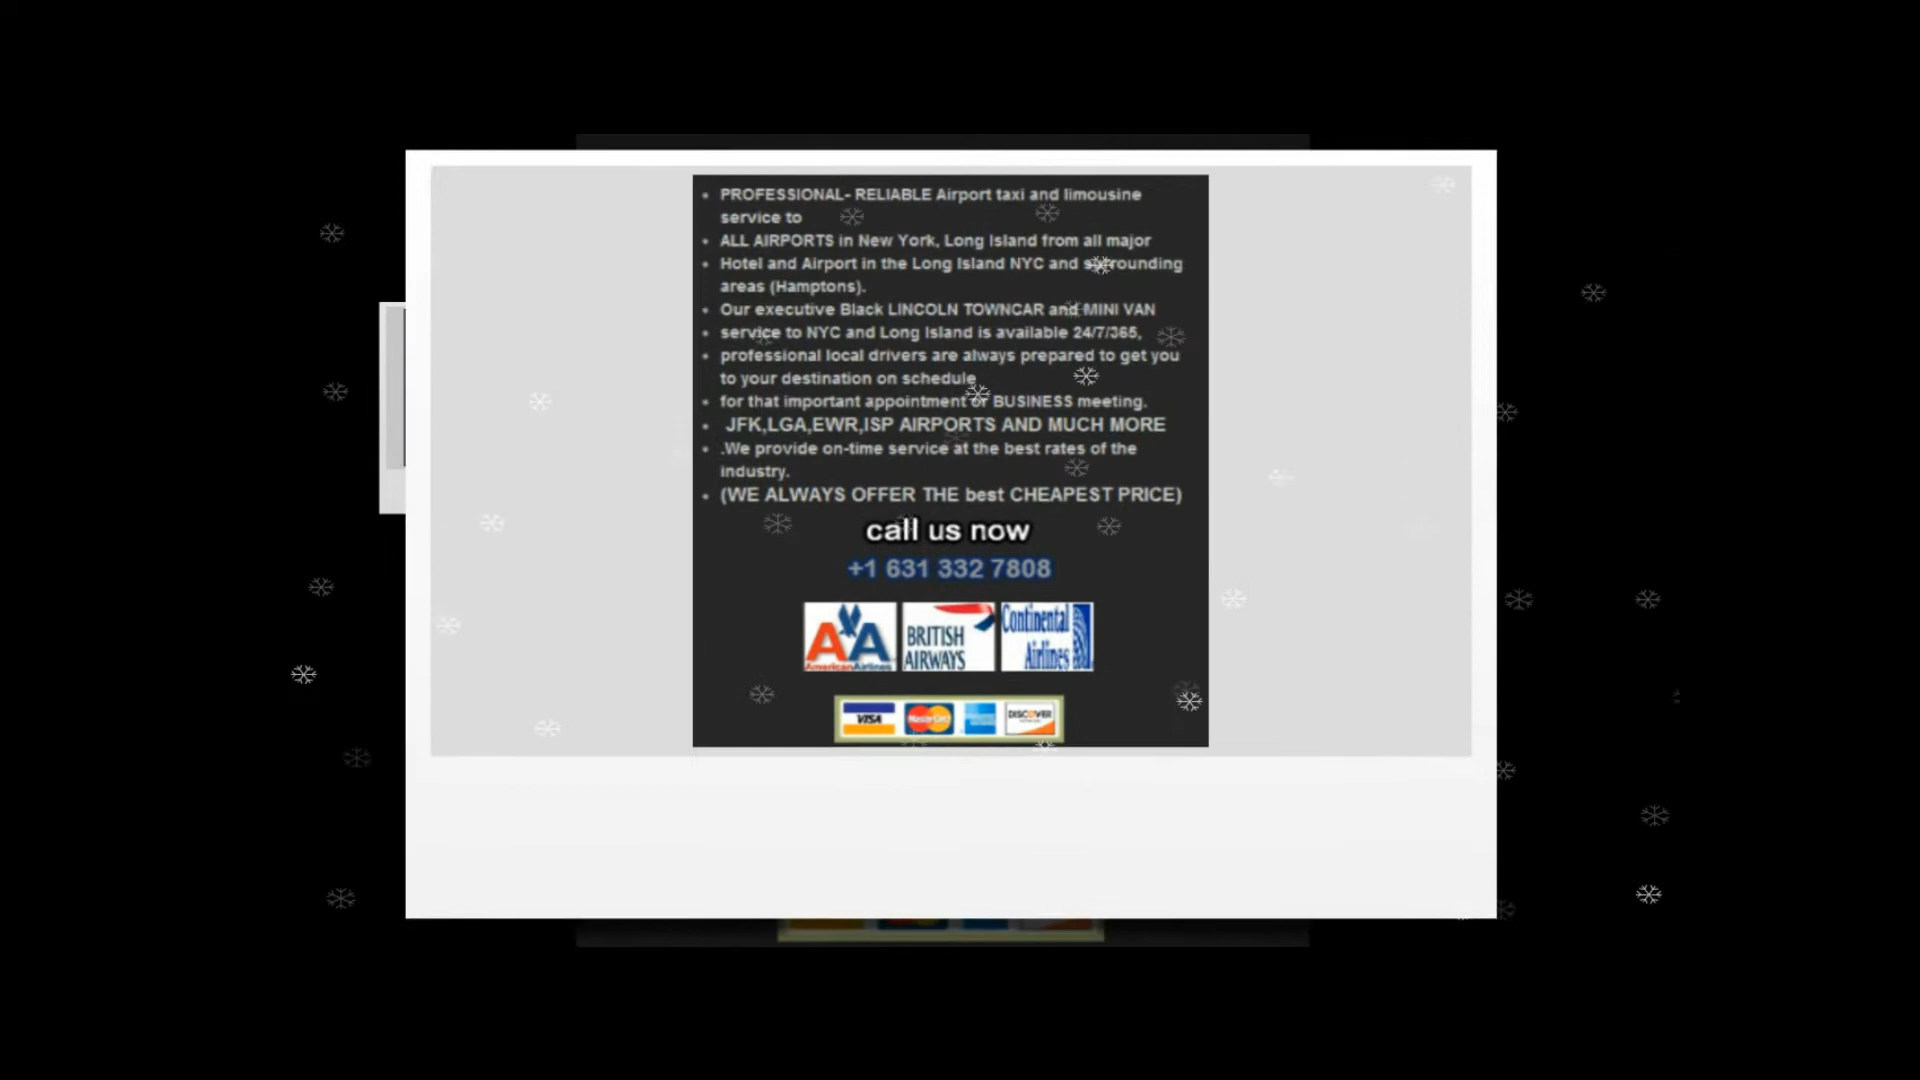 PROFESSIONAL- RELIABLE Airport taxi and limousine
service to
ALL AIRPORTS in New York, Long Island from all major
Hotel and Airport in the Long Island NYC and surrounding
areas (Hamptons).
Our executive Black LINCOLN TOWNCAR and MINI VAN
service to NYC and Long Island is available 24/7/365,
professional local drivers are always prepared to get you
to your destination on schedule
for that important appointment or BUSINESS meeting.
JFK,LGA,EWR,ISP AIRPORTS AND MUCH MORE
.We provide on-time service at the best rates of the
industry.
(WE ALWAYS OFFER THE best CHEAPEST PRICE)
call us now
+1 631 332 7808
AA
AmericanAirlines
BRITISH
AIRWAYS
Continental
Airlines
VISA
MasterCard
DISCOVER